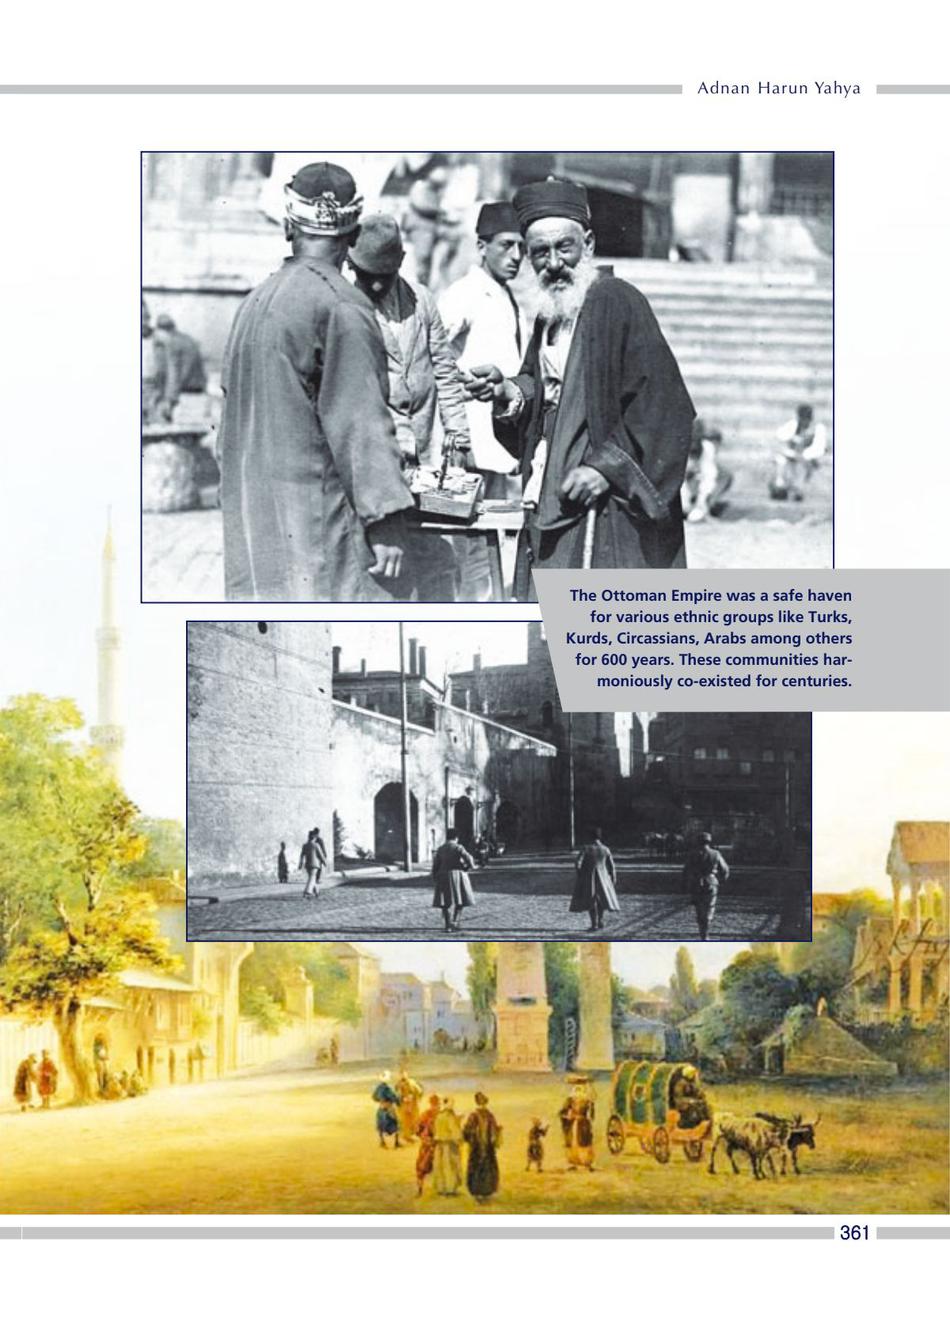 Adnan Harun Yahya
The Ottoman Empire was a safe haven
for various ethnic groups like Turks,
Kurds, Circassians, Arabs among others
for 600 years. These communities har-
moniously co-existed for centuries.
361